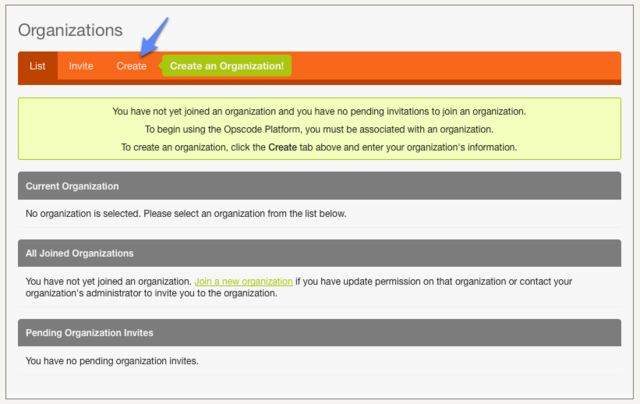 Organizations
List Invite Create Create an Organization!
You have not yet joined an organization and you have no pending invitations to join an organization.
To begin using the Opscode Platform, you must be associated with an organization.
To create an organization, click the Create tab above and enter your organization's information.
Current Organization
No organization is selected. Please select an organization from the list below.
All Joined Organizations
You have not yet joined an organization. Join a new organization if you have update permission on that organization or contact your
organization's administrator to invite you to the organization.
Pending Organization Invites
You have no pending organization invites.